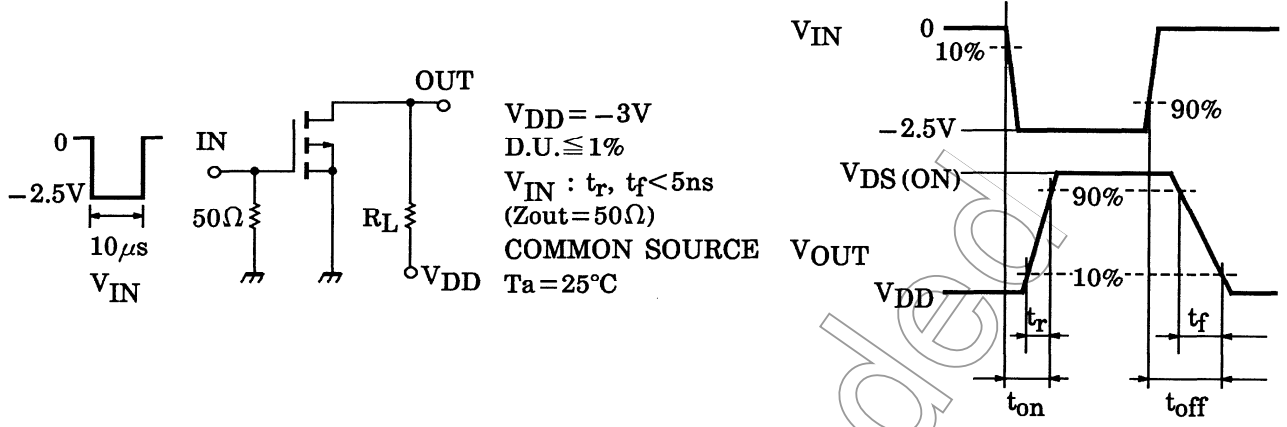 OUT
IN
0
−2.5V
10μs
VIN
50Ω
RL
VDD
VDD = −3V
D.U. ≦ 1%
VIN : tr, tf < 5ns
(Zout = 50Ω)
COMMON SOURCE
Ta = 25°C
VIN
0
10%
90%
−2.5V
VDS (ON)
90%
VOUT
10%
VDD
tr
tf
ton
toff
ded